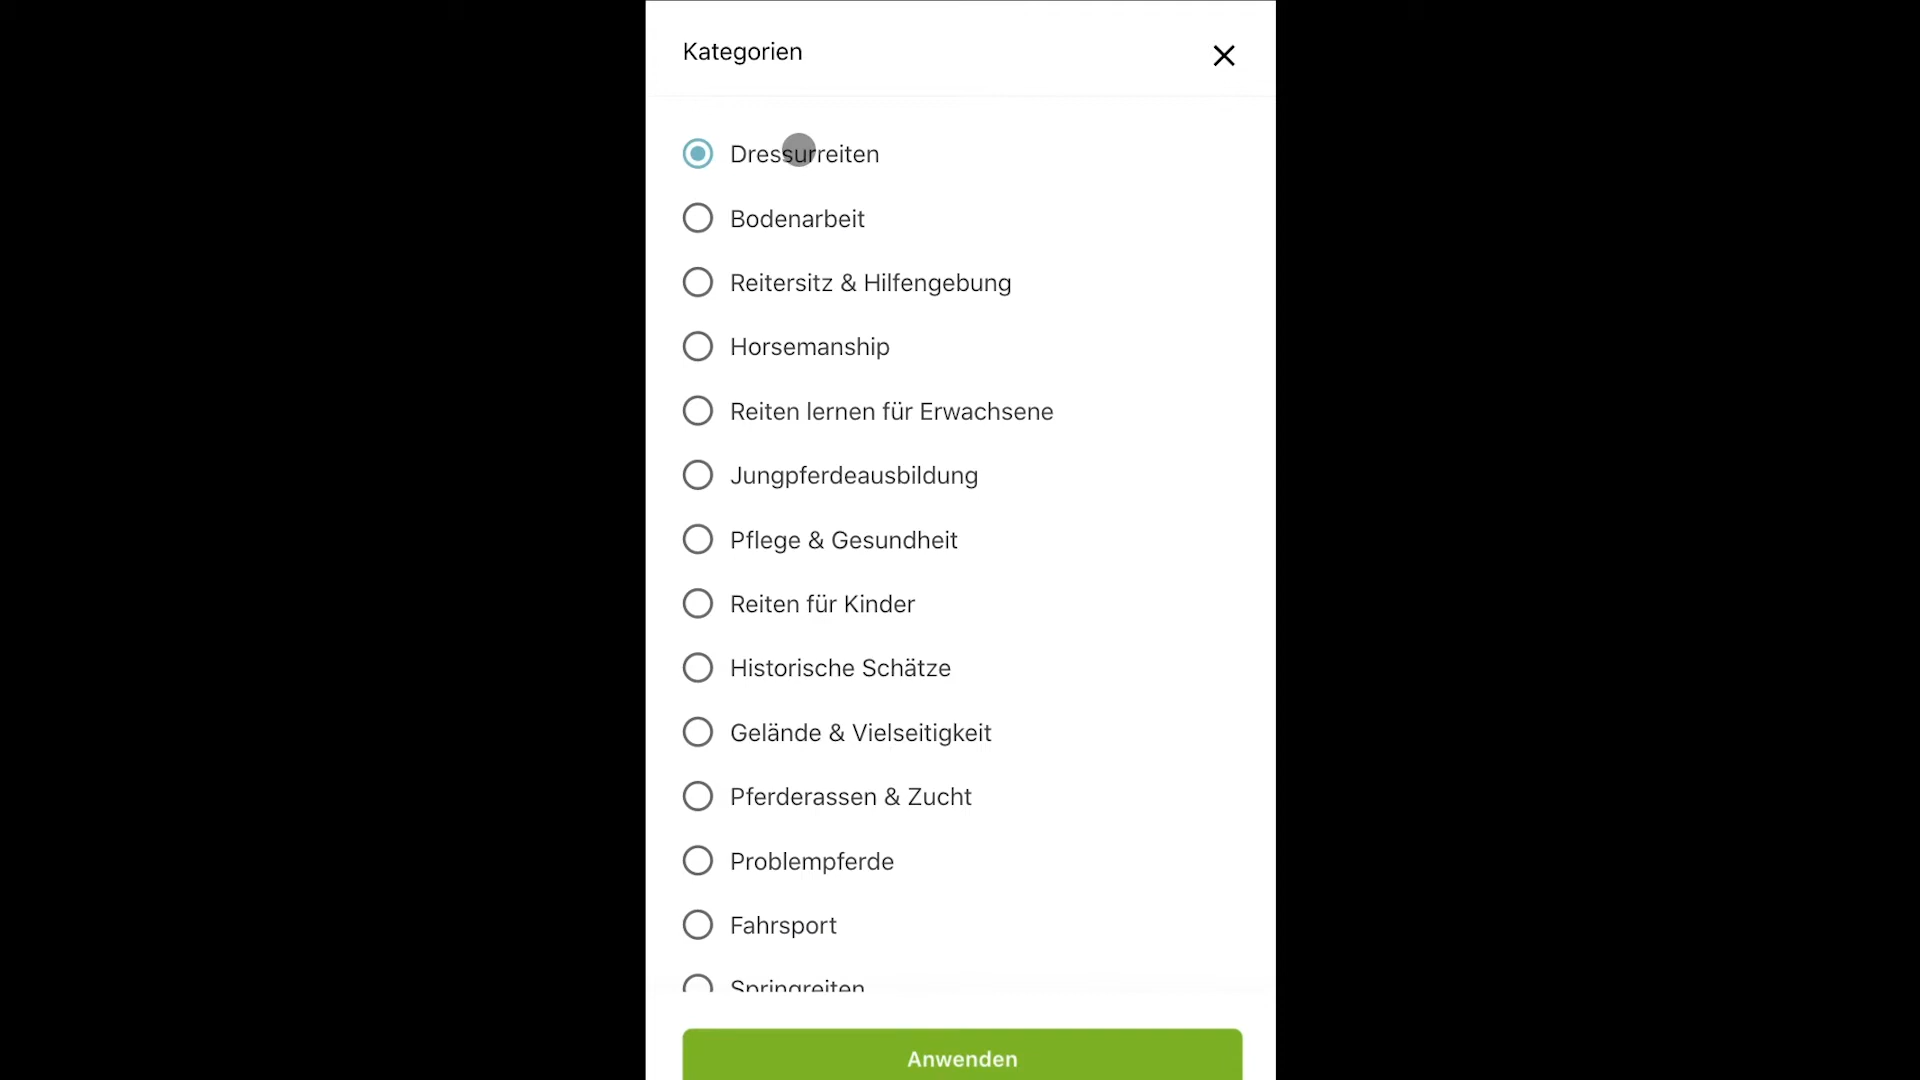 Kategorien
Dressurreiten
Bodenarbeit
Reitersitz & Hilfengebung
Horsemanship
Reiten lernen für Erwachsene
Jungpferdeausbildung
Pflege & Gesundheit
Reiten für Kinder
Historische Schätze
Gelände & Vielseitigkeit
Pferderassen & Zucht
Problempferde
Fahrsport
Springreiten
Anwenden